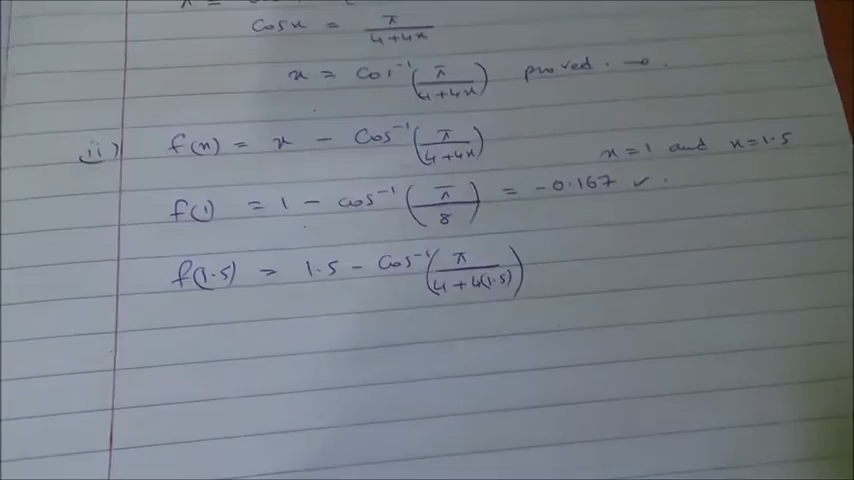 cos x = π/(4+4x)
x = cos⁻¹(π/(4+4x)) proved.
ii) f(x) = x - cos⁻¹(π/(4+4x))
x=1 and x=1.5
f(1) = 1 - cos⁻¹(π/8) = -0.167 ✓.
f(1.5) = 1.5 - cos⁻¹(π/(4+4(1.5)))